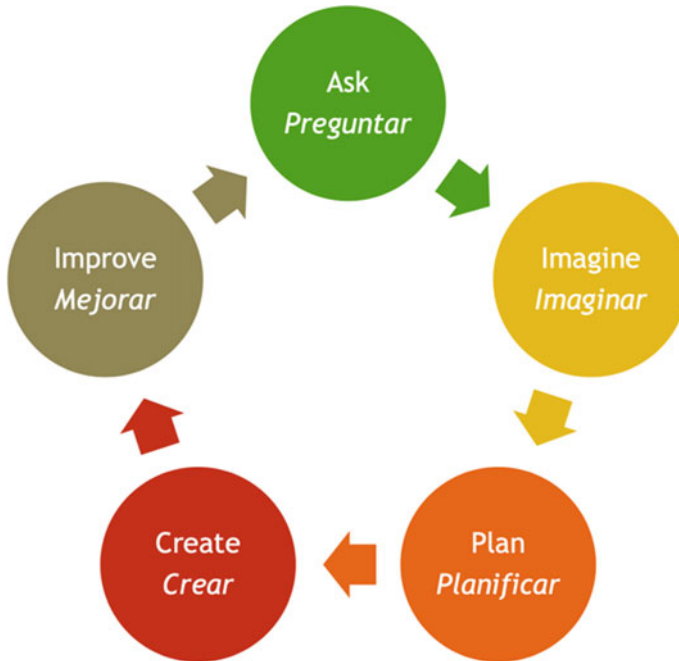 Ask
Preguntar
Imagine
Imaginar
Plan
Planificar
Create
Crear
Improve
Mejorar